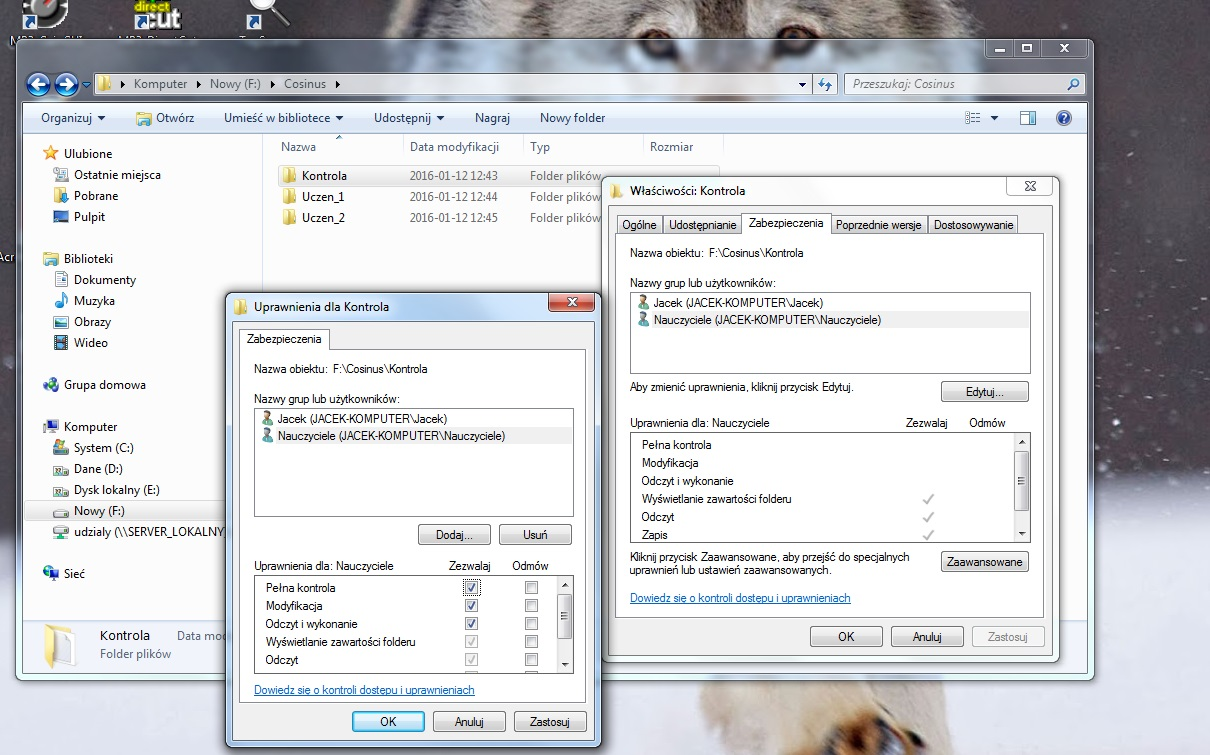 direct
cut
Komputer
Nowy (F:)
Cosinus
Przeszukaj: Cosinus
Organizuj
Otwórz
Umieść w bibliotece
Udostępnij
Nagraj
Nowy folder
Nazwa
Data modyfikacji
Typ
Rozmiar
Kontrola 2016-01-12 12:43 Folder plików
Uczen_1 2016-01-12 12:44 Folder plików
Uczen_2 2016-01-12 12:45 Folder plików
Ulubione
Ostatnie miejsca
Pobrane
Pulpit
Acr
Biblioteki
Dokumenty
Muzyka
Obrazy
Wideo
Grupa domowa
Komputer
System (C:)
Dane (D:)
Dysk lokalny (E:)
Nowy (F:)
udzialy (\\SERVER_LOKALNY
Sieć
Kontrola Data mo
Folder plików
Uprawnienia dla Kontrola
Zabezpieczenia
Nazwa obiektu: F:\Cosinus\Kontrola
Nazwy grup lub użytkowników:
Jacek (JACEK-KOMPUTER\Jacek)
Nauczyciele (JACEK-KOMPUTER\Nauczyciele)
Dodaj...
Usuń
Uprawnienia dla: Nauczyciele Zezwalaj Odmów
Pełna kontrola
Modyfikacja
Odczyt i wykonanie
Wyświetlanie zawartości folderu
Odczyt
Dowiedz się o kontroli dostępu i uprawnieniach
OK
Anuluj
Zastosuj
Właściwości: Kontrola
Ogólne
Udostępnianie
Zabezpieczenia
Poprzednie wersje
Dostosowywanie
Nazwa obiektu: F:\Cosinus\Kontrola
Nazwy grup lub użytkowników:
Jacek (JACEK-KOMPUTER\Jacek)
Nauczyciele (JACEK-KOMPUTER\Nauczyciele)
Aby zmienić uprawnienia, kliknij przycisk Edytuj.
Edytuj...
Uprawnienia dla: Nauczyciele Zezwalaj Odmów
Pełna kontrola
Modyfikacja
Odczyt i wykonanie
Wyświetlanie zawartości folderu
Odczyt
Zapis
Kliknij przycisk Zaawansowane, aby przejść do specjalnych
uprawnień lub ustawień zaawansowanych.
Zaawansowane
Dowiedz się o kontroli dostępu i uprawnieniach
OK
Anuluj
Zastosuj